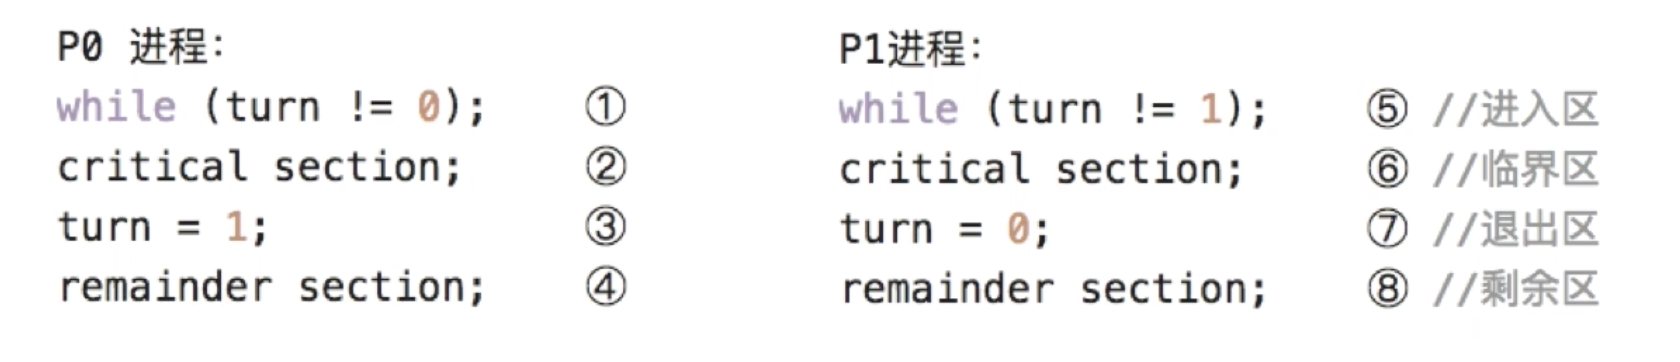 P0 进程:
while (turn != 0); ①
critical section; ②
turn = 1; ③
remainder section; ④
P1进程:
while (turn != 1); ⑤ //进入区
critical section; ⑥ //临界区
turn = 0; ⑦ //退出区
remainder section; ⑧ //剩余区